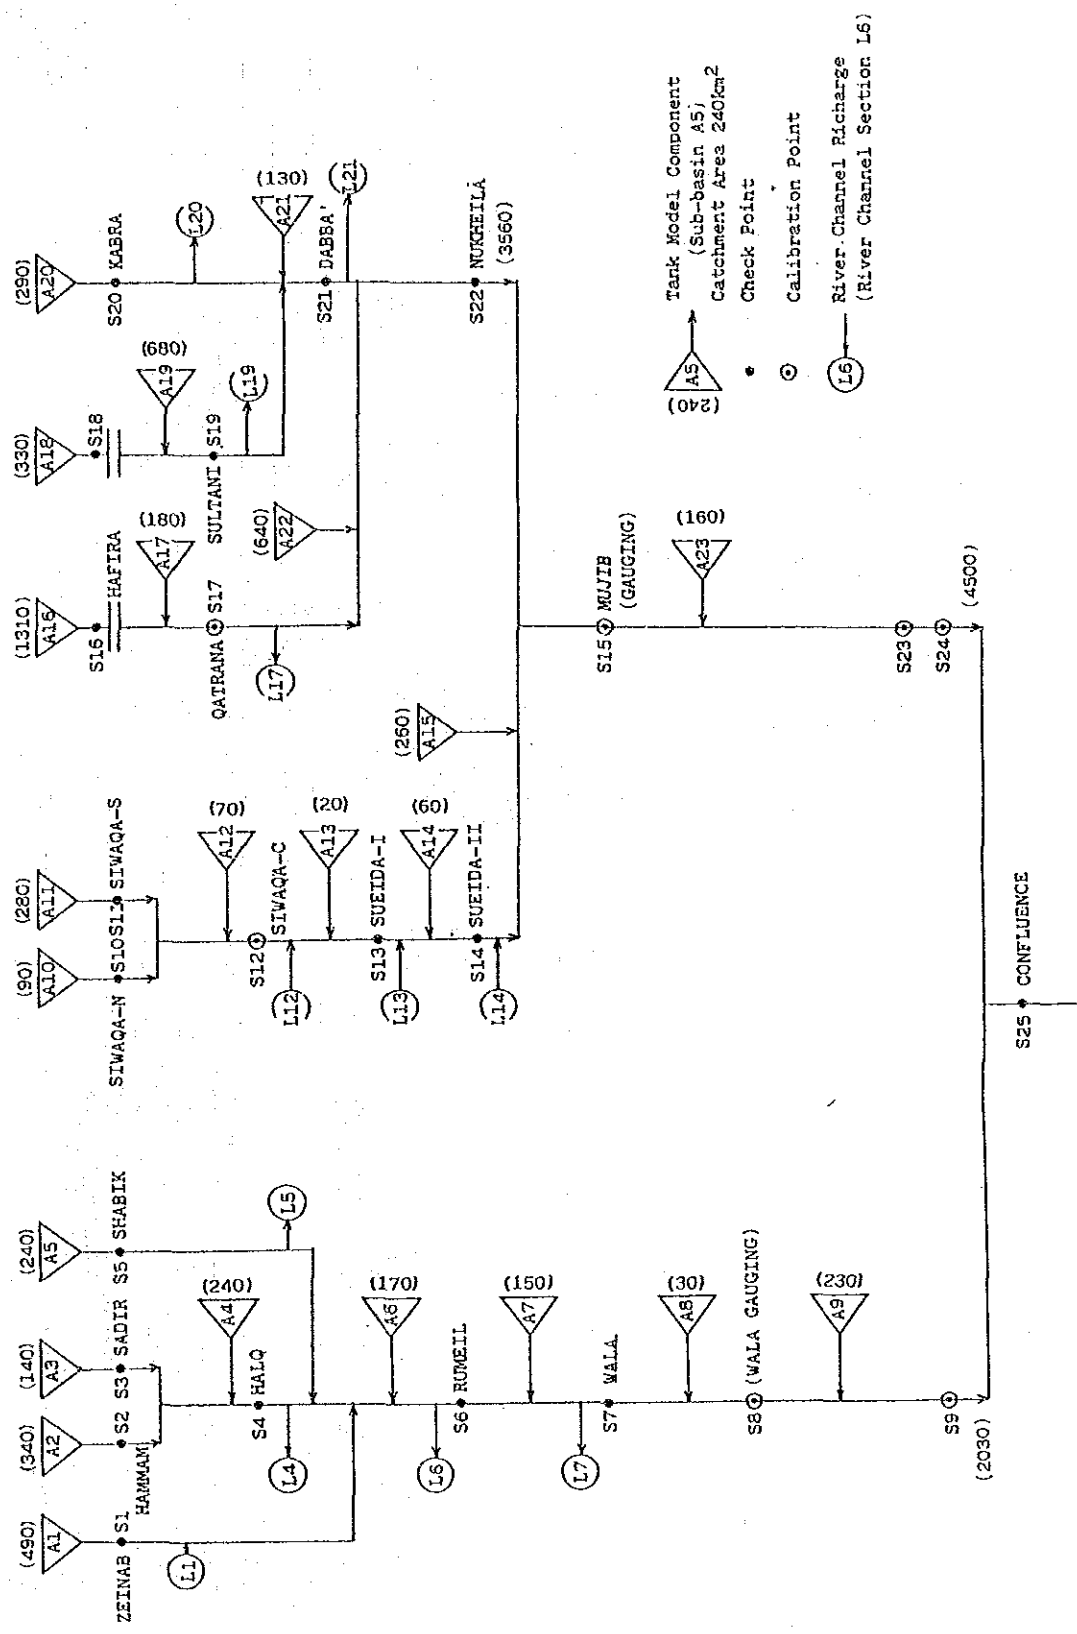 (490)
A1
ZEINAB
S1
L1
(340)
A2
S2
HAMMAM
(140)
A3
S3
SADIR
(240)
A5
S5
SHABIK
L5
(240)
A4
S4
HALQ
L4
(170)
A6
L6
S6
RUMEIL
(150)
A7
L7
S7
WALA
(30)
A8
S8
(WALA GAUGING)
(230)
A9
S9
(2030)
(90)
A10
SIWAQA-N
S10
(280)
A11
S11
SIWAQA-S
(70)
A12
S12
SIWAQA-C
L12
(20)
A13
S13
SUEIDA-I
L13
(60)
A14
S14
SUEIDA-II
L14
(260)
A15
(1310)
A16
S16
HAFIRA
(180)
A17
QATRANA
S17
L17
(330)
A18
S18
(680)
A19
SULTANI
S19
L19
(640)
A22
(290)
A20
S20
KABRA
L20
(130)
A21
S21
DABBA'
L21
S22
NUKHEILA
(3560)
S15
MUJIB
(GAUGING)
(160)
A23
S23
S24
(4500)
S25
CONFLUENCE
(240)
A5
Tank Model Component
(Sub-basin A5)
Catchment Area 240km²
Check Point
Calibration Point
L6
River Channel Richarge
(River Channel Section L6)